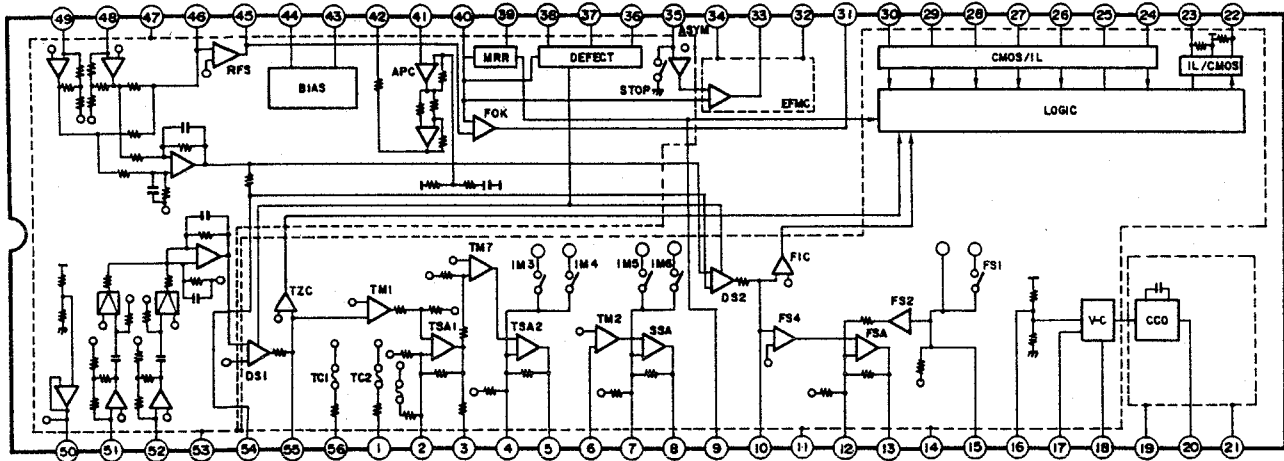 49 48 47 46 45 44 43 42 41 40 39 38 37 36 35 34 33 32 31 30 29 28 27 26 25 24 23 22
ASYM
RFS
APC
MRR
DEFECT
CMOS/IL
IL/CMOS
BIAS
STOP
EFMC
FOK
LOGIC
TM7
IM3 IM4 IM5 IM6
FIC
FS1
TZC
TM1
DS2
FS2
TSA1
TSA2
TM2
SSA
FS4
FSA
V-C
CCO
DS1
TC1
TC2
50 51 52 53 54 55 56 1 2 3 4 5 6 7 8 9 10 11 12 13 14 15 16 17 18 19 20 21